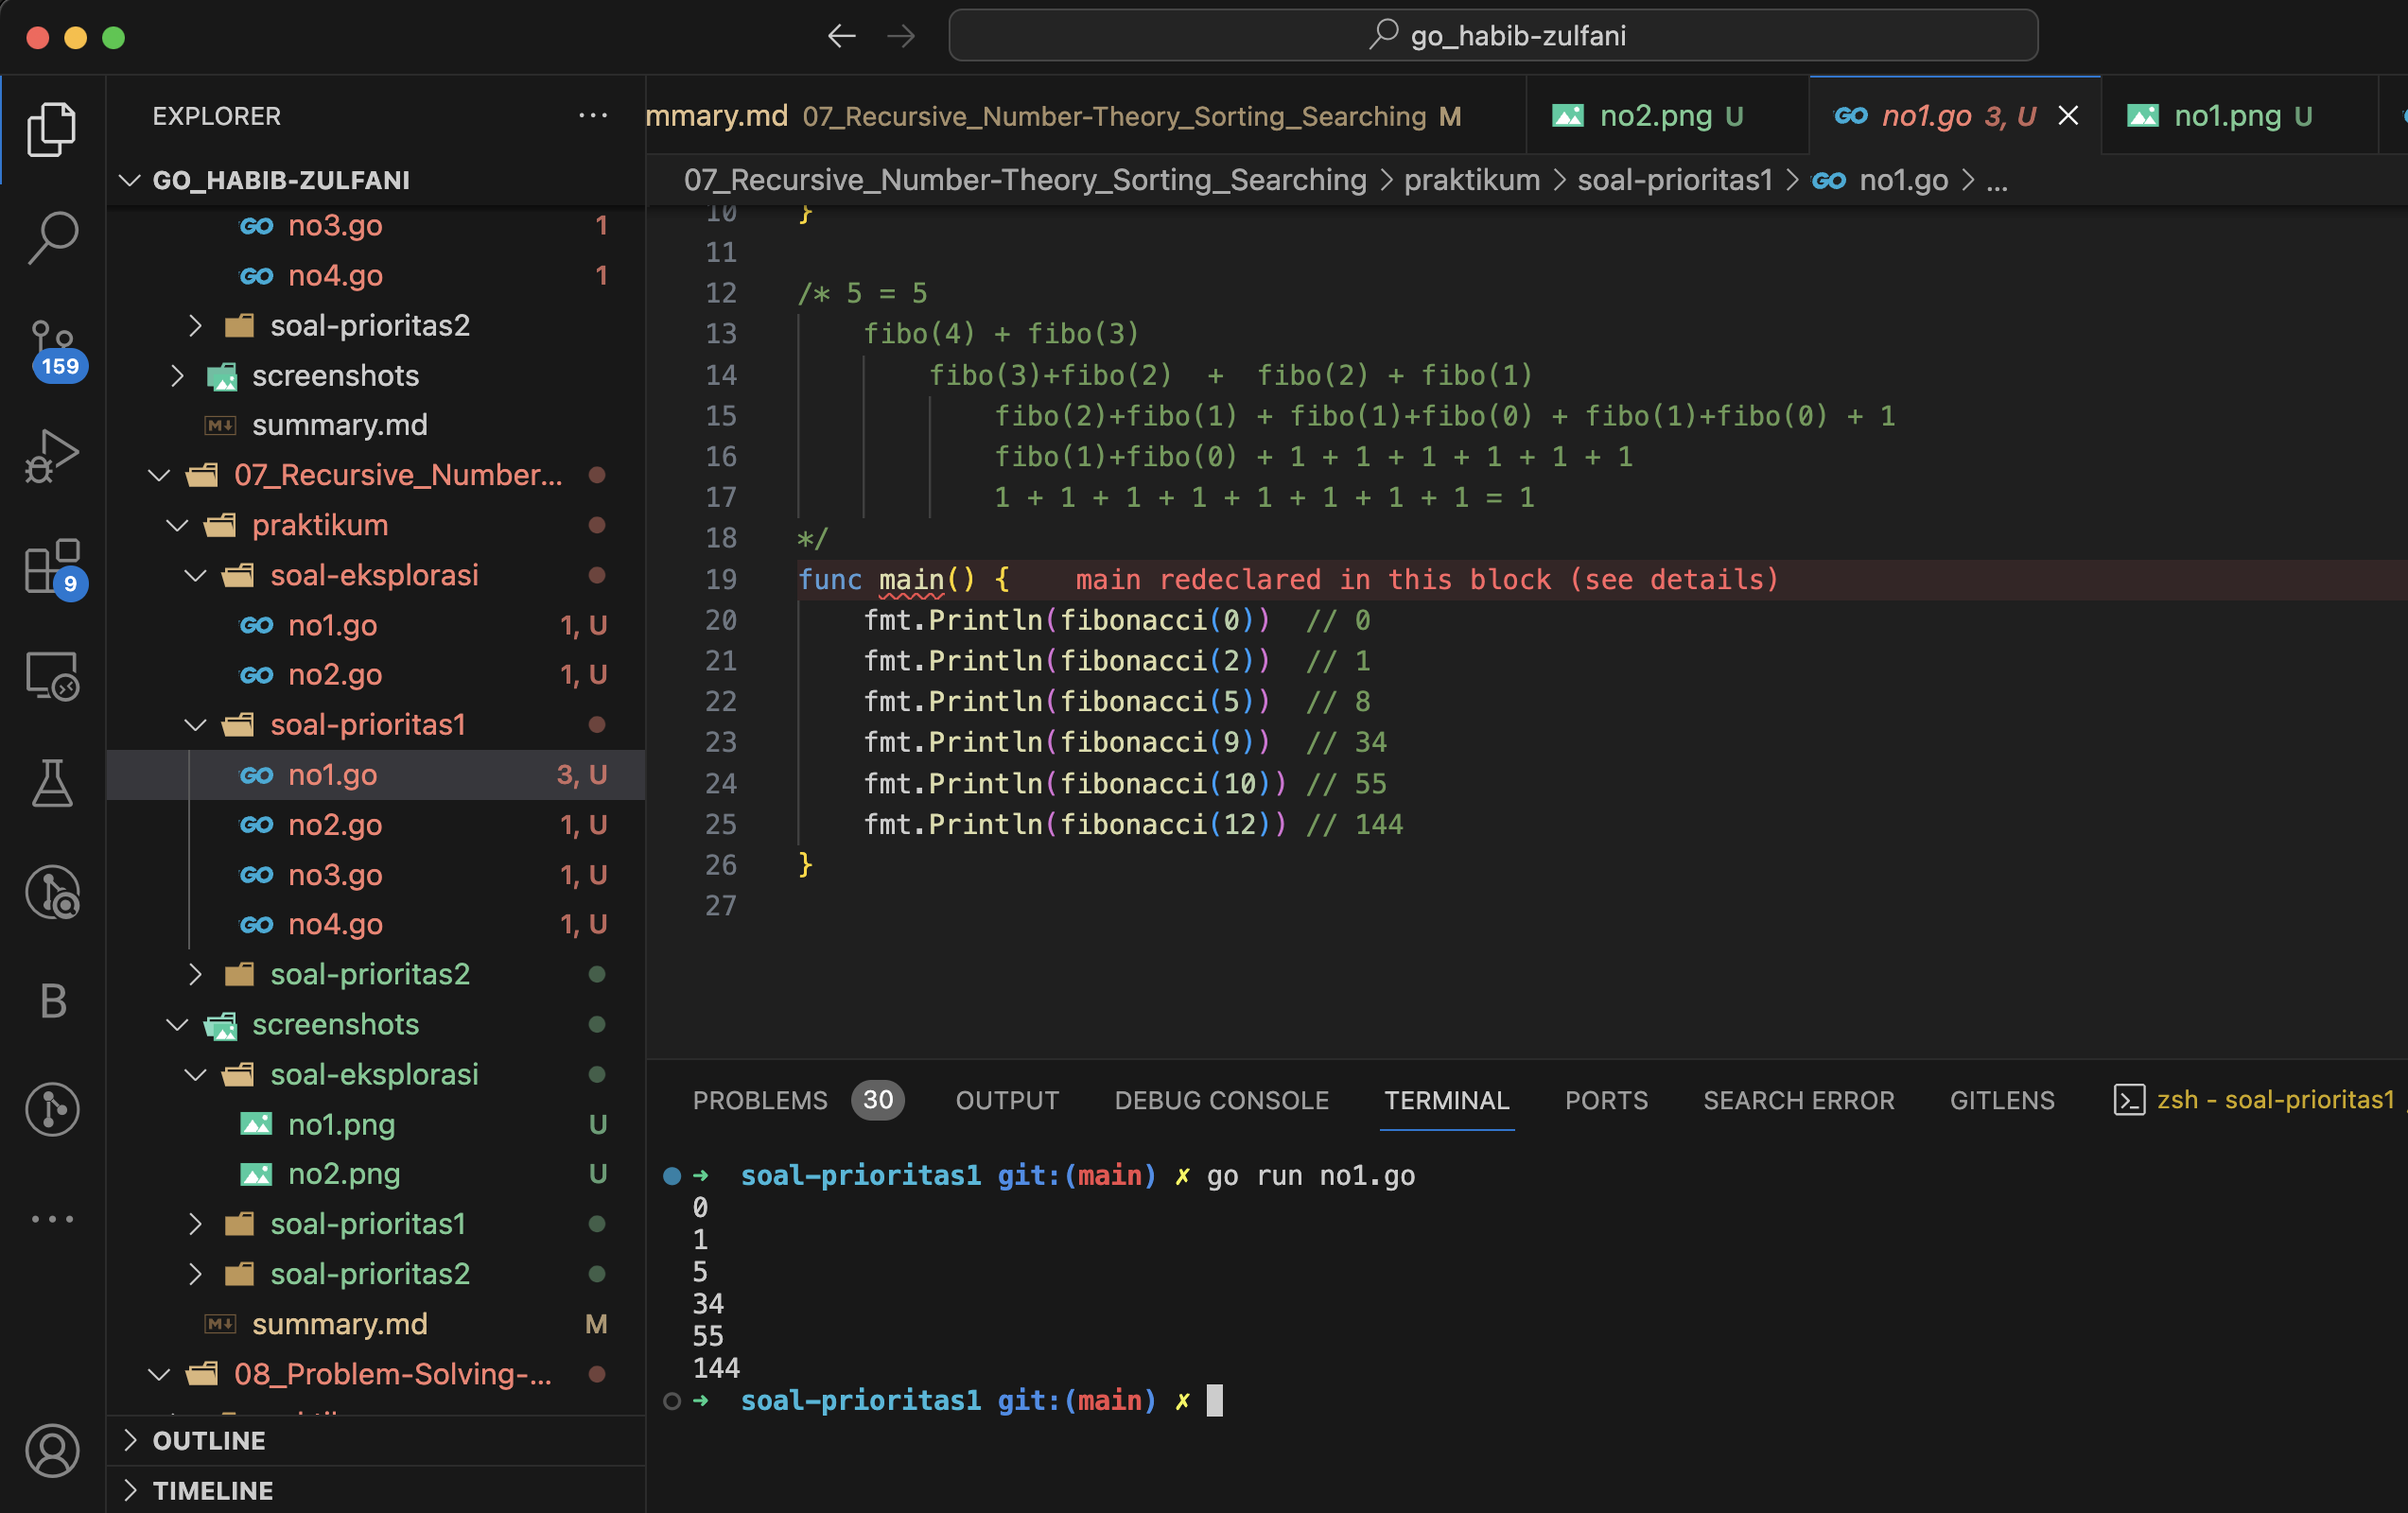 go_habib-zulfani
EXPLORER
GO_HABIB-ZULFANI
no3.go 1
no4.go 1
soal-prioritas2
screenshots
summary.md
07_Recursive_Number...
praktikum
soal-eksplorasi
no1.go 1, U
no2.go 1, U
soal-prioritas1
no1.go 3, U
no2.go 1, U
no3.go 1, U
no4.go 1, U
soal-prioritas2
screenshots
soal-eksplorasi
no1.png U
no2.png U
soal-prioritas1
soal-prioritas2
summary.md M
08_Problem-Solving-...
OUTLINE
TIMELINE
159
9
B
mmary.md 07_Recursive_Number-Theory_Sorting_Searching M
no2.png U
no1.go 3, U
no1.png U
07_Recursive_Number-Theory_Sorting_Searching > praktikum > soal-prioritas1 > no1.go > ...
10 }
11
12 /* 5 = 5
13 fibo(4) + fibo(3)
14 fibo(3)+fibo(2)  +  fibo(2) + fibo(1)
15 fibo(2)+fibo(1) + fibo(1)+fibo(0) + fibo(1)+fibo(0) + 1
16 fibo(1)+fibo(0) + 1 + 1 + 1 + 1 + 1 + 1
17 1 + 1 + 1 + 1 + 1 + 1 + 1 + 1 = 1
18 */
19 func main() {    main redeclared in this block (see details)
20 fmt.Println(fibonacci(0))  // 0
21 fmt.Println(fibonacci(2))  // 1
22 fmt.Println(fibonacci(5))  // 8
23 fmt.Println(fibonacci(9))  // 34
24 fmt.Println(fibonacci(10)) // 55
25 fmt.Println(fibonacci(12)) // 144
26 }
27
PROBLEMS 30 OUTPUT DEBUG CONSOLE TERMINAL PORTS SEARCH ERROR GITLENS zsh - soal-prioritas1
➜ soal-prioritas1 git:(main) ✗ go run no1.go
0
1
5
34
55
144
➜ soal-prioritas1 git:(main) ✗